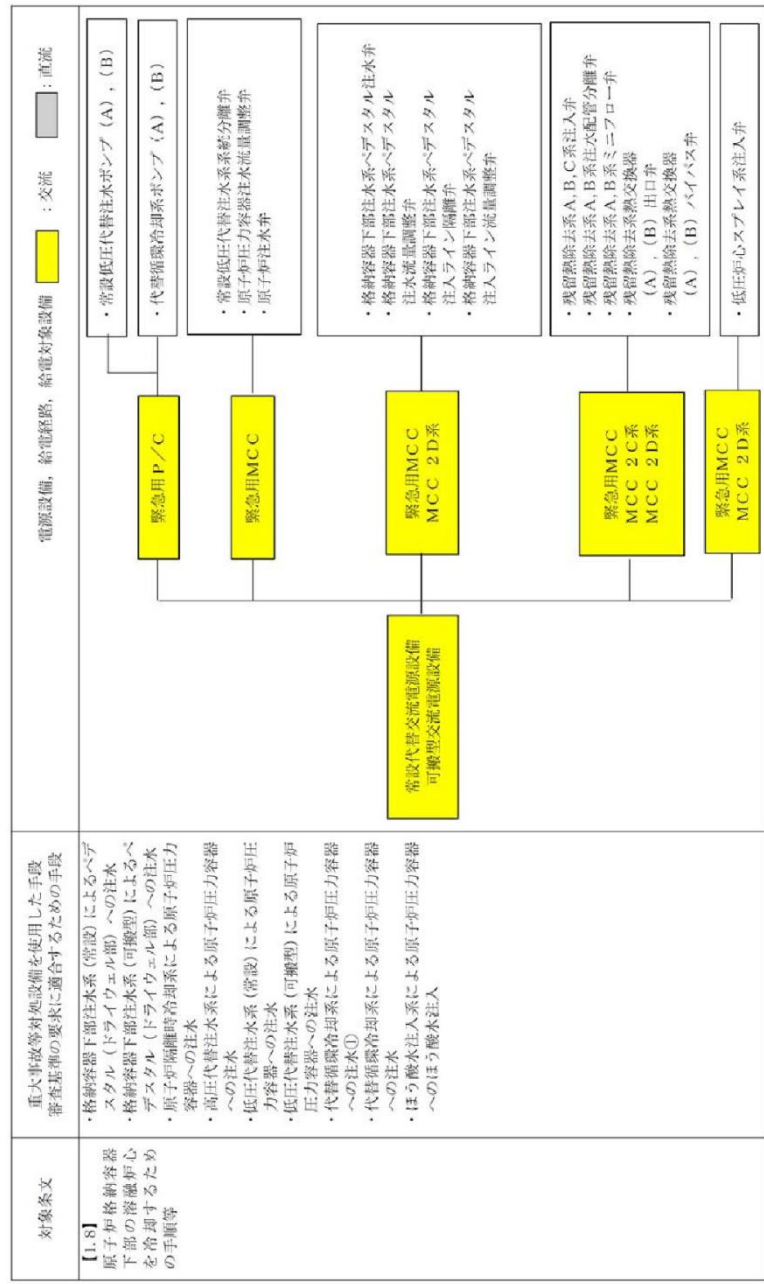 対象条文
重大事故等対処設備を使用した手段
審査基準の要求に適合するための手段
電源設備，給電経路，給電対象設備
：交流
：直流
【1.8】
原子炉格納容器
下部の溶融炉心
を冷却するため
の手順等
・格納容器下部注水系（常設）によるペデ
スタル（ドライウェル部）への注水
・格納容器下部注水系（可搬型）によるペ
デスタル（ドライウェル部）への注水
・原子炉隔離時冷却系による原子炉圧力
容器への注水
・高圧代替注水系による原子炉圧力容器
への注水
・低圧代替注水系（常設）による原子炉圧
力容器への注水
・低圧代替注水系（可搬型）による原子炉
圧力容器への注水
・代替循環冷却系による原子炉圧力容器
への注水①
・代替循環冷却系による原子炉圧力容器
への注水
・ほう酸水注入系による原子炉圧力容器
へのほう酸水注入
常設代替交流電源設備
可搬型交流電源設備
緊急用Ｐ／Ｃ
・常設低圧代替注水ポンプ（A），（B）
・代替循環冷却系ポンプ（A），（B）
緊急用ＭＣＣ
・常設低圧代替注水系系統分離弁
・原子炉圧力容器注水流量調整弁
・原子炉注水弁
緊急用ＭＣＣ
ＭＣＣ ２Ｄ系
・格納容器下部注水系ペデスタル注水弁
・格納容器下部注水系ペデスタル
注水流量調整弁
・格納容器下部注水系ペデスタル
注入ライン隔離弁
・格納容器下部注水系ペデスタル
注入ライン流量調整弁
緊急用ＭＣＣ
ＭＣＣ ２Ｃ系
ＭＣＣ ２Ｄ系
・残留熱除去系A,B,C系注入弁
・残留熱除去系A,B系注水配管分離弁
・残留熱除去系A,B系ミニフロー弁
・残留熱除去系熱交換器
（A），（B）出口弁
・残留熱除去系熱交換器
（A），（B）バイパス弁
緊急用ＭＣＣ
ＭＣＣ ２Ｄ系
・低圧炉心スプレイ系注入弁